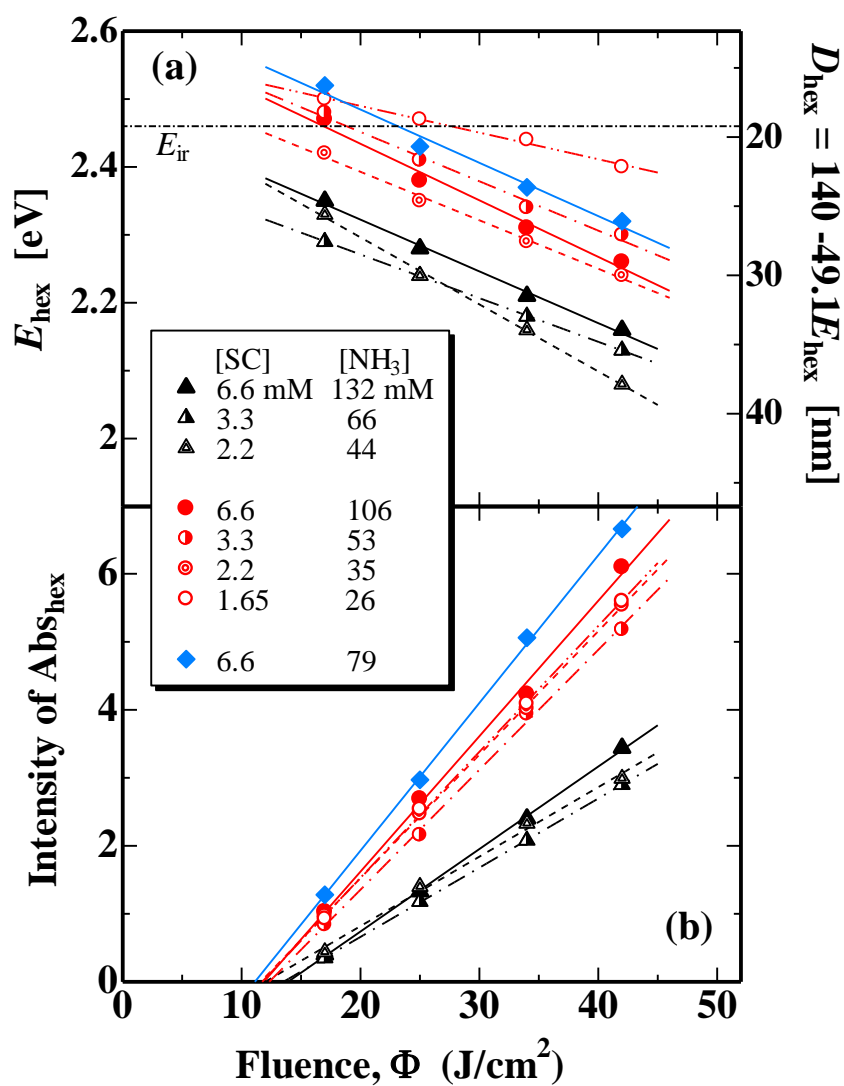 2.6
(a)
E_ir
2.4
2.2
2
E_hex [eV]
20
30
40
D_hex = 140 -49.1E_hex [nm]
[SC] [NH₃]
6.6 mM 132 mM
3.3 66
2.2 44
6.6 106
3.3 53
2.2 35
1.65 26
6.6 79
6
4
2
0
Intensity of Abs_hex
(b)
0 10 20 30 40 50
Fluence, Φ (J/cm²)